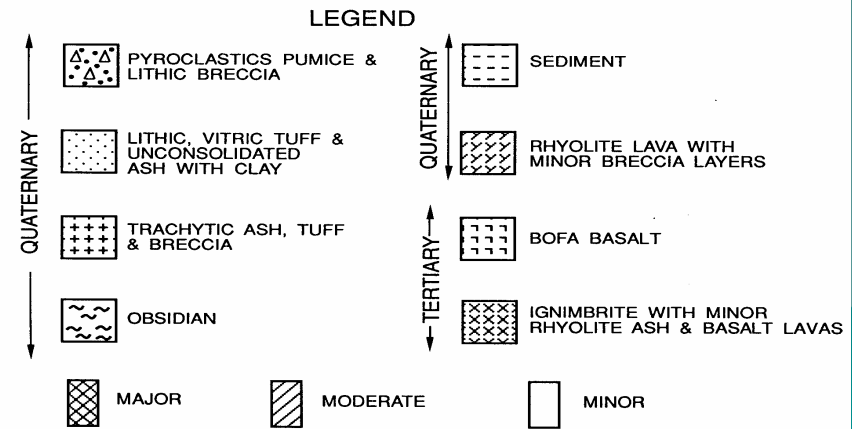 LEGEND
QUATERNARY
PYROCLASTICS PUMICE &
LITHIC BRECCIA
LITHIC, VITRIC TUFF &
UNCONSOLIDATED
ASH WITH CLAY
TRACHYTIC ASH, TUFF
& BRECCIA
OBSIDIAN
QUATERNARY
SEDIMENT
RHYOLITE LAVA WITH
MINOR BRECCIA LAYERS
TERTIARY
BOFA BASALT
IGNIMBRITE WITH MINOR
RHYOLITE ASH & BASALT LAVAS
MAJOR
MODERATE
MINOR